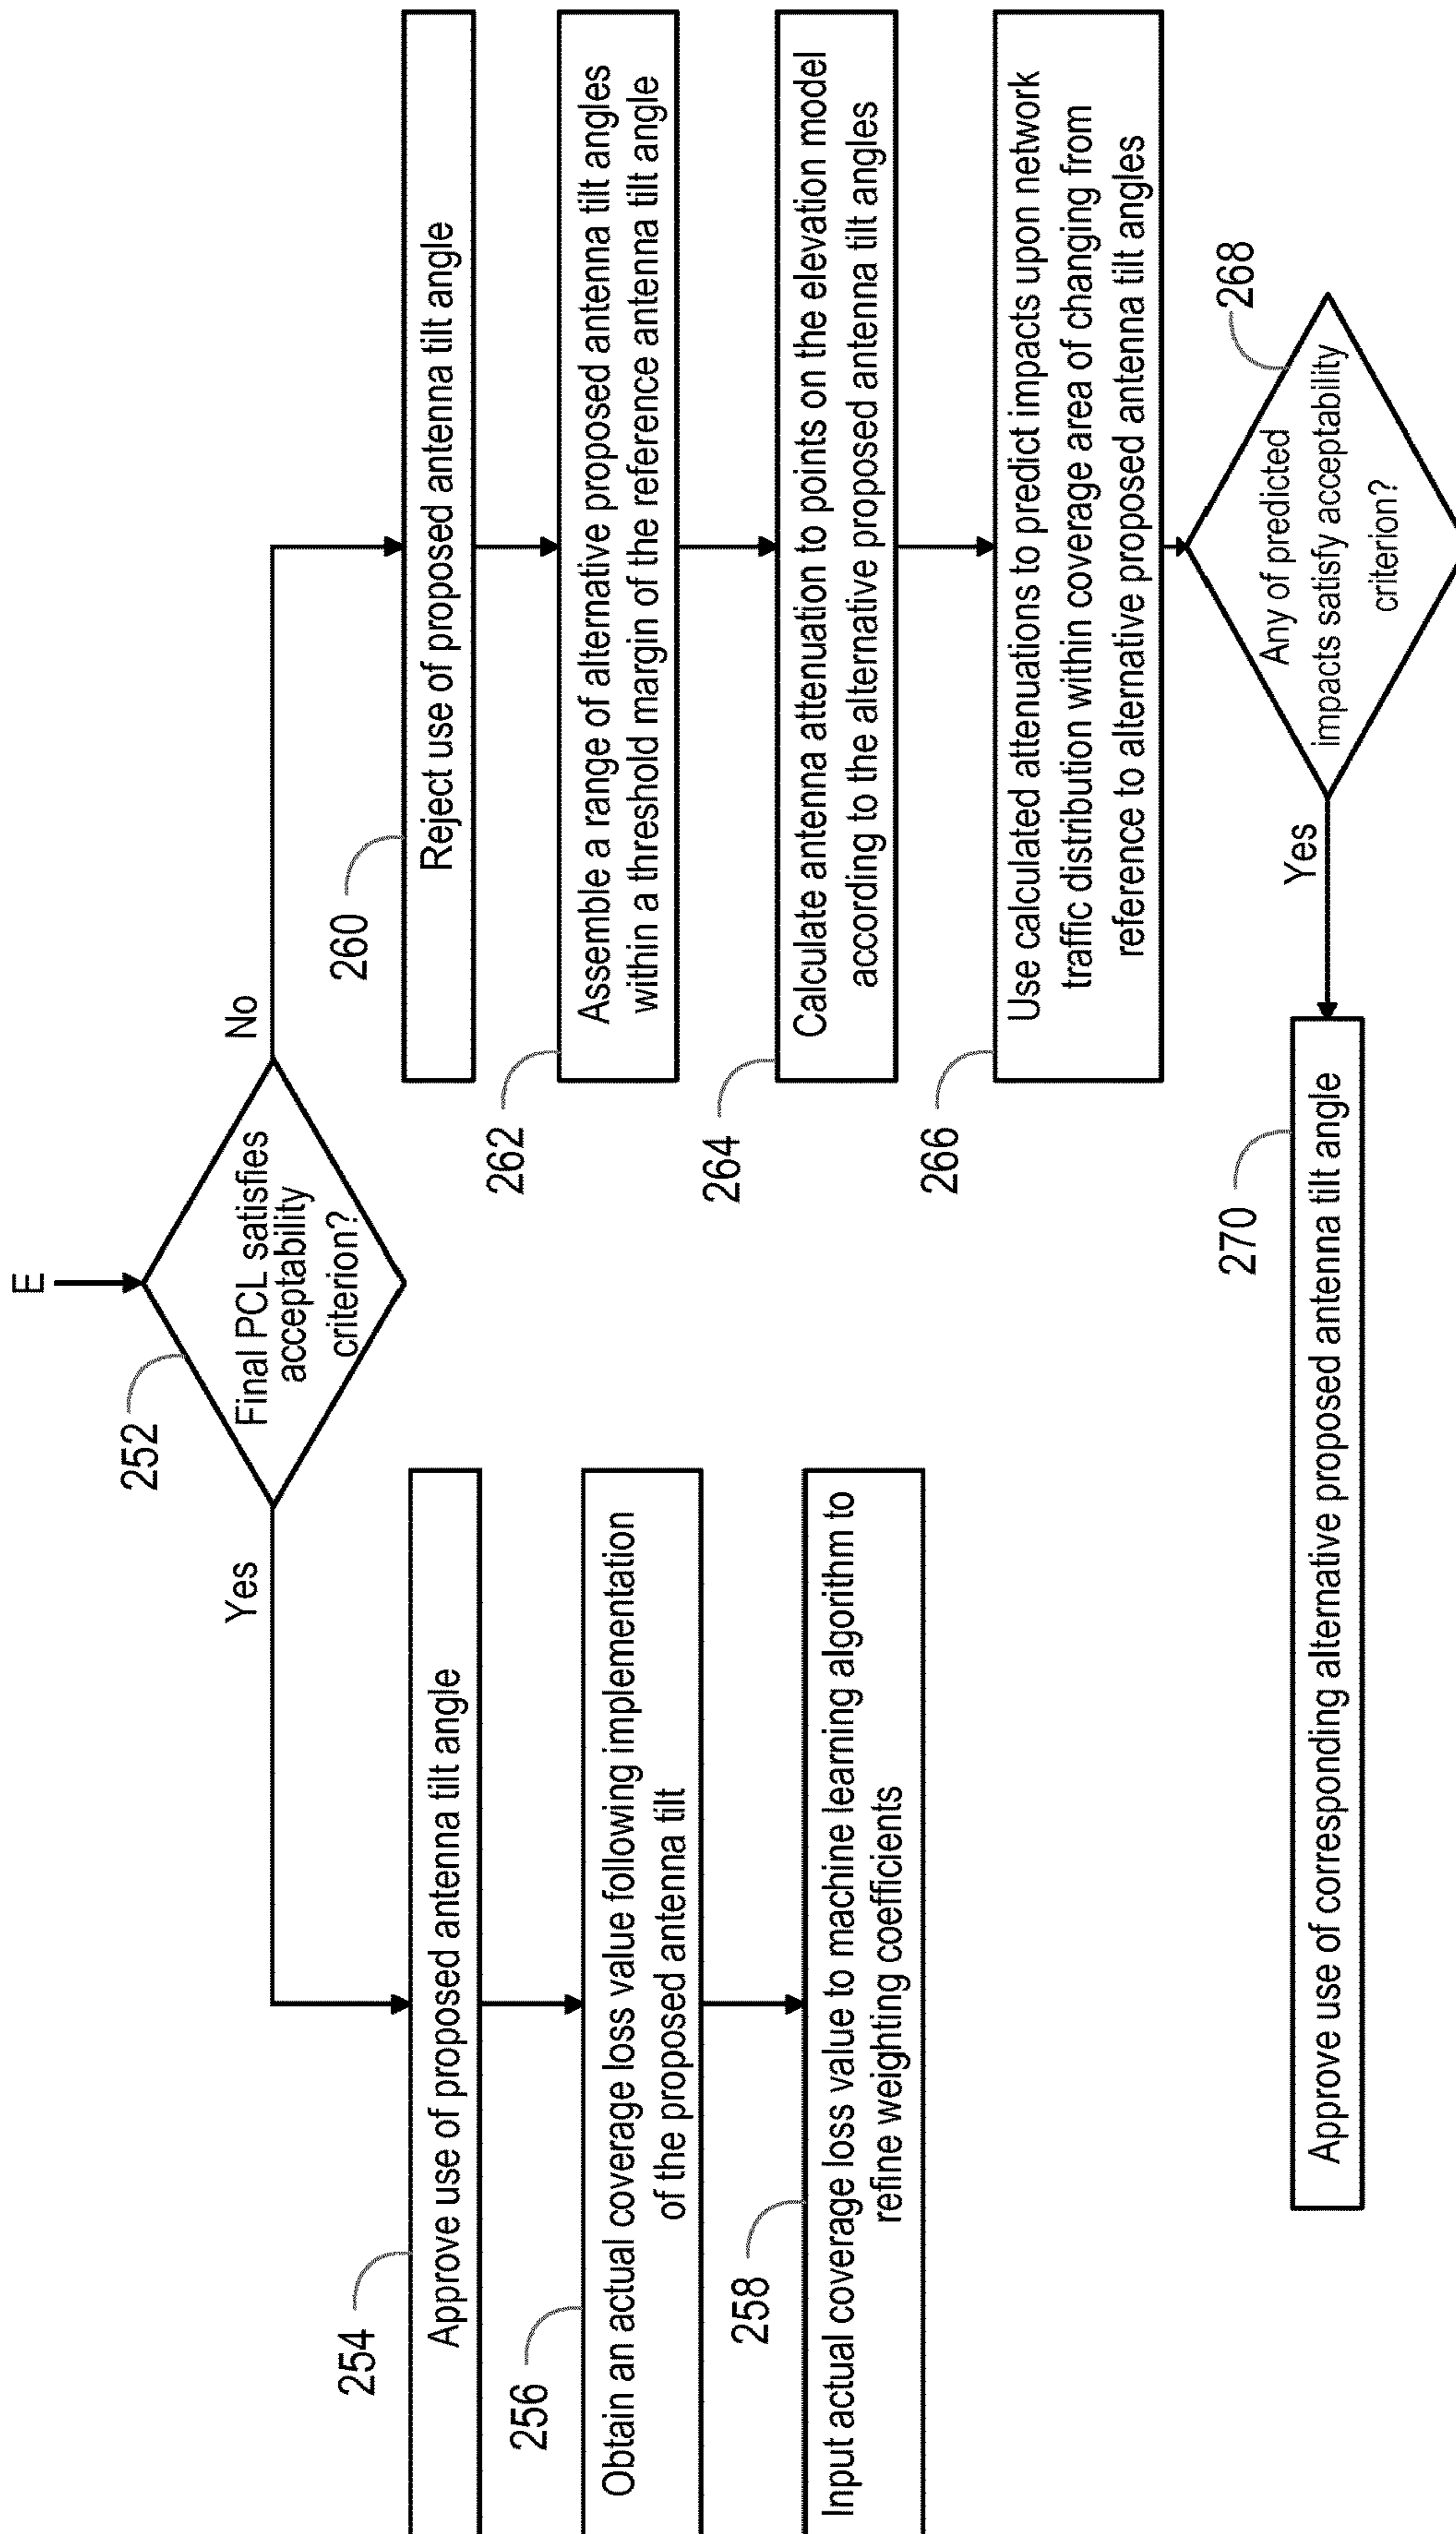 E
252
Final PCL satisfies
acceptability
criterion?
Yes
No
254
Approve use of proposed antenna tilt angle
256
Obtain an actual coverage loss value following implementation
of the proposed antenna tilt
258
Input actual coverage loss value to machine learning algorithm to
refine weighting coefficients
260
Reject use of proposed antenna tilt angle
262
Assemble a range of alternative proposed antenna tilt angles
within a threshold margin of the reference antenna tilt angle
264
Calculate antenna attenuation to points on the elevation model
according to the alternative proposed antenna tilt angles
266
Use calculated attenuations to predict impacts upon network
traffic distribution within coverage area of changing from
reference to alternative proposed antenna tilt angles
268
Any of predicted
impacts satisfy acceptability
criterion?
Yes
270
Approve use of corresponding alternative proposed antenna tilt angle